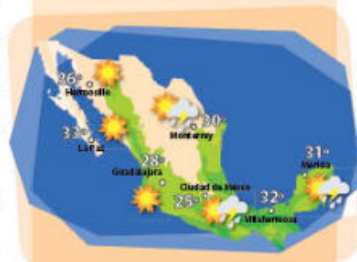 26°
Hermosillo
33°
La Paz
30°
Monterrey
28°
Guadalajara
Ciudad de México
25°
31°
Mérida
32°
Villahermosa